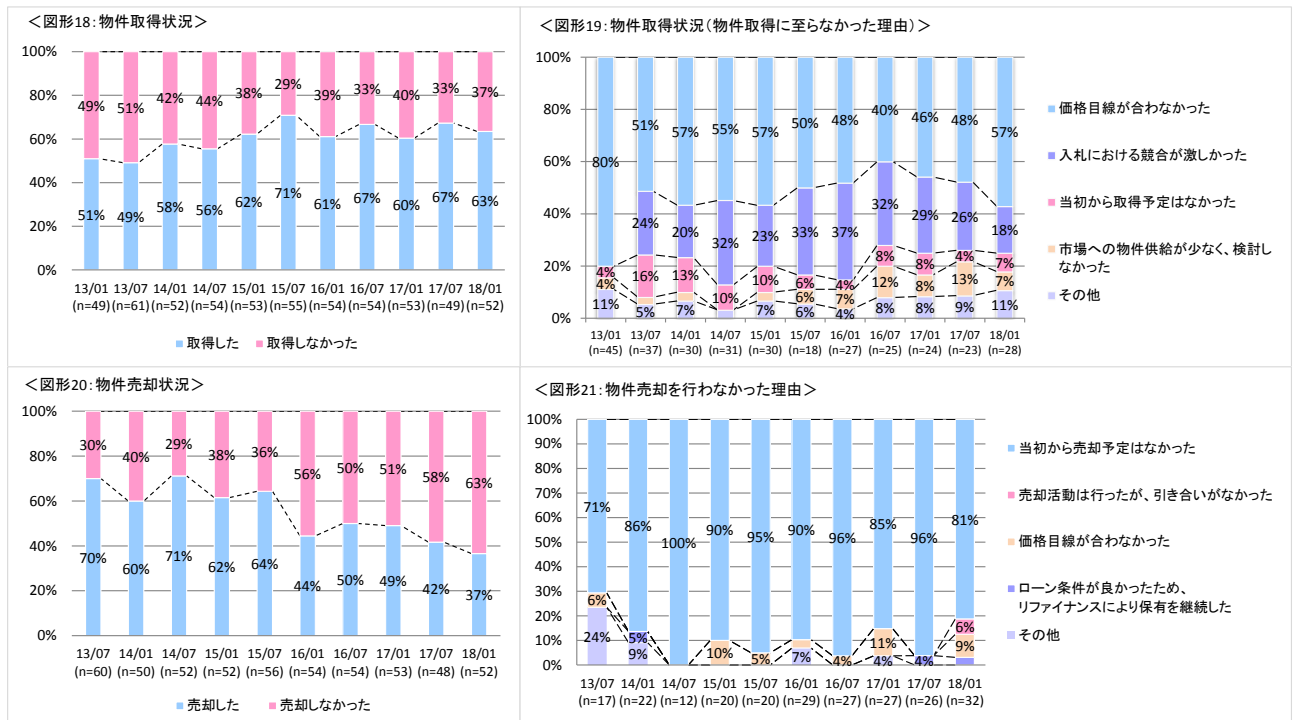 ＜図形18：物件取得状況＞
100%
80%
60%
40%
20%
0%
49% 51% 42% 44% 38% 29% 39% 33% 40% 33% 37%
51% 49% 58% 56% 62% 71% 61% 67% 60% 67% 63%
13/01 13/07 14/01 14/07 15/01 15/07 16/01 16/07 17/01 17/07 18/01
(n=49) (n=61) (n=52) (n=54) (n=53) (n=55) (n=54) (n=54) (n=53) (n=49) (n=52)
取得した 取得しなかった
＜図形19：物件取得状況（物件取得に至らなかった理由）＞
100%
80%
60%
40%
20%
0%
80% 51% 57% 55% 57% 50% 48% 40% 46% 48% 57%
24% 20% 32% 23% 33% 37% 32% 29% 26% 18%
4% 16% 13% 10% 10% 6% 4% 8% 8% 4% 7%
4% 6% 7% 12% 8% 13% 7%
11% 5% 7% 7% 6% 4% 8% 8% 9% 11%
13/01 13/07 14/01 14/07 15/01 15/07 16/01 16/07 17/01 17/07 18/01
(n=45) (n=37) (n=30) (n=31) (n=30) (n=18) (n=27) (n=25) (n=24) (n=23) (n=28)
価格目線が合わなかった
入札における競合が激しかった
当初から取得予定はなかった
市場への物件供給が少なく、検討し
なかった
その他
＜図形20：物件売却状況＞
100%
80%
60%
40%
20%
0%
30% 40% 29% 38% 36% 56% 50% 51% 58% 63%
70% 60% 71% 62% 64% 44% 50% 49% 42% 37%
13/07 14/01 14/07 15/01 15/07 16/01 16/07 17/01 17/07 18/01
(n=60) (n=50) (n=52) (n=52) (n=56) (n=54) (n=54) (n=53) (n=48) (n=52)
売却した 売却しなかった
＜図形21：物件売却を行わなかった理由＞
100%
90%
80%
70%
60%
50%
40%
30%
20%
10%
0%
71% 86% 100% 90% 95% 90% 96% 85% 96% 81%
6%
6% 10% 5% 4% 11% 9%
5% 4%
24% 9% 7% 4%
13/07 14/01 14/07 15/01 15/07 16/01 16/07 17/01 17/07 18/01
(n=17) (n=22) (n=12) (n=20) (n=20) (n=29) (n=27) (n=27) (n=26) (n=32)
当初から売却予定はなかった
売却活動は行ったが、引き合いがなかった
価格目線が合わなかった
ローン条件が良かったため、
リファイナンスにより保有を継続した
その他